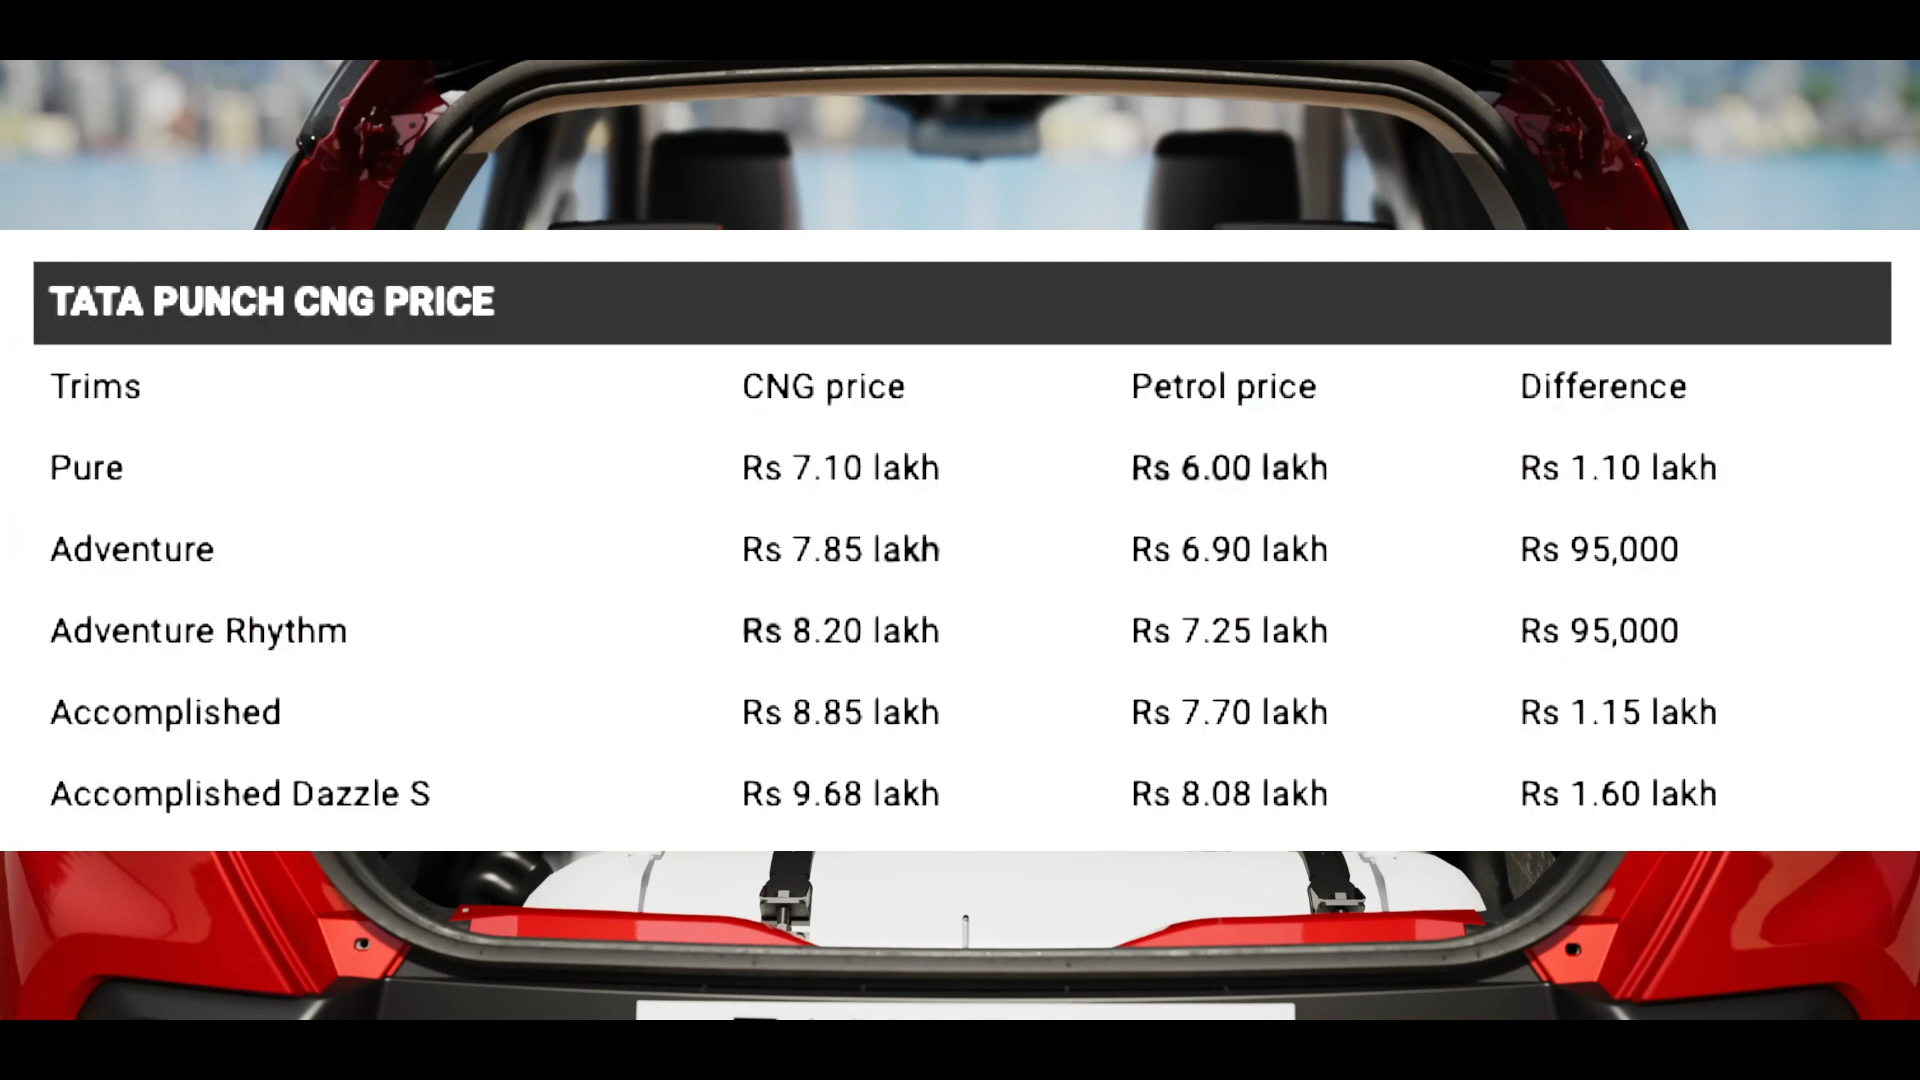 TATA PUNCH CNG PRICE
Trims CNG price Petrol price Difference
Pure Rs 7.10 lakh Rs 6.00 lakh Rs 1.10 lakh
Adventure Rs 7.85 lakh Rs 6.90 lakh Rs 95,000
Adventure Rhythm Rs 8.20 lakh Rs 7.25 lakh Rs 95,000
Accomplished Rs 8.85 lakh Rs 7.70 lakh Rs 1.15 lakh
Accomplished Dazzle S Rs 9.68 lakh Rs 8.08 lakh Rs 1.60 lakh